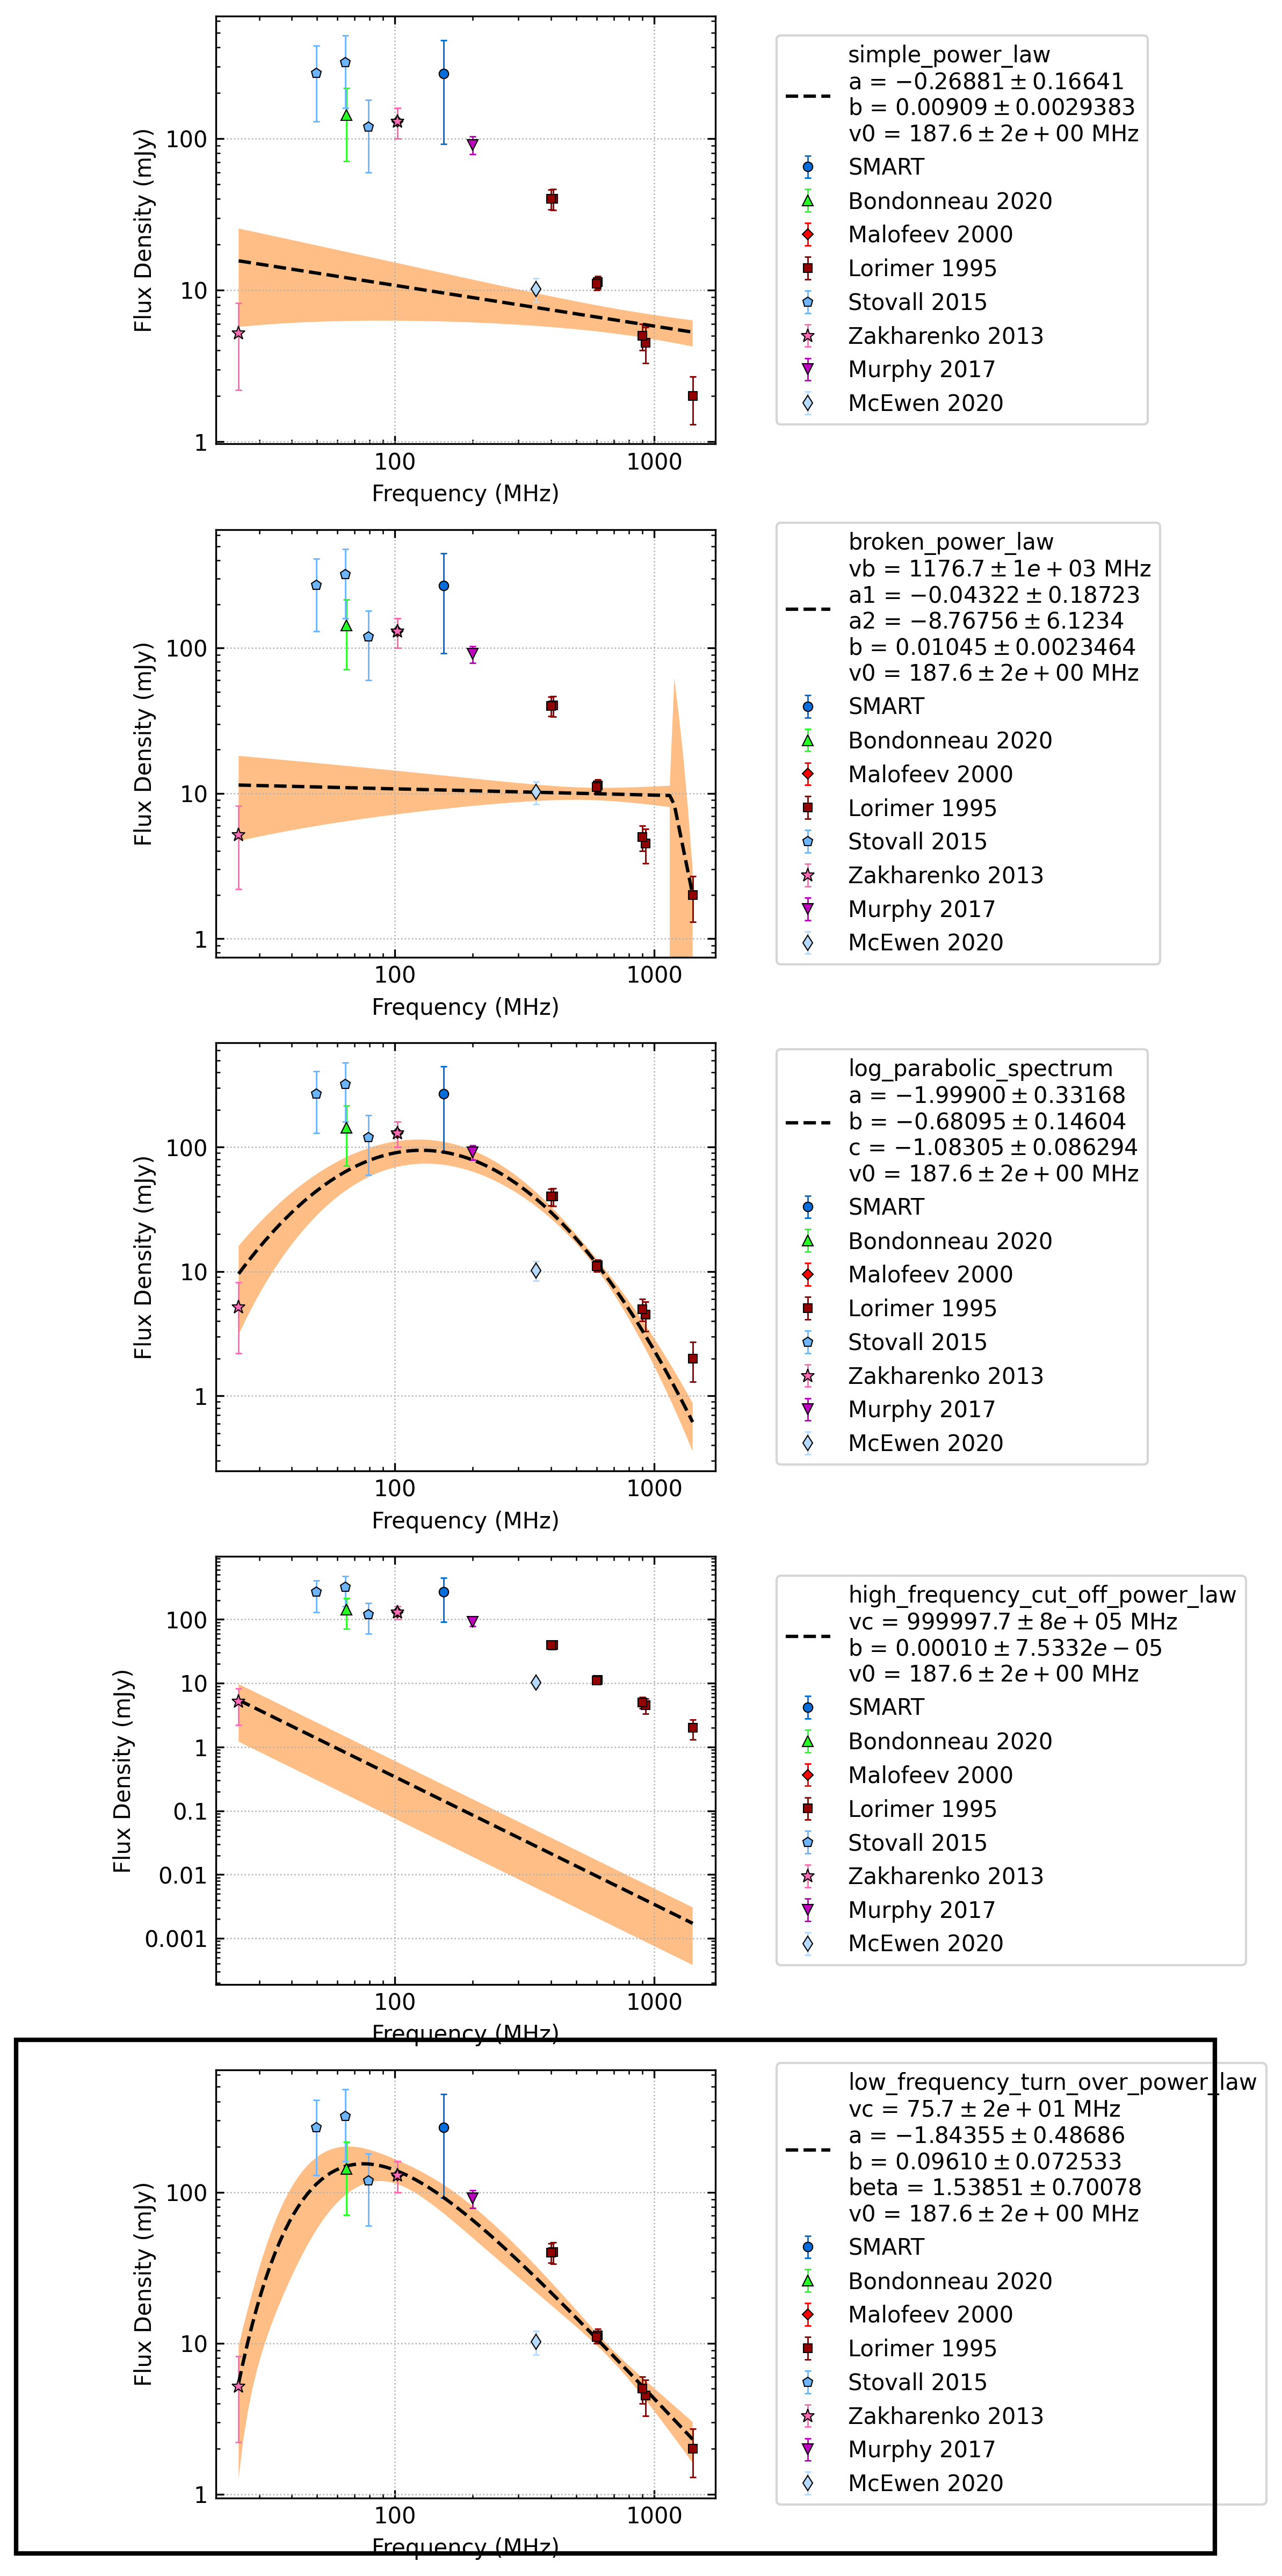 simple_power_law
a = −0.26881 ± 0.16641
b = 0.00909 ± 0.0029383
v0 = 187.6 ± 2e + 00 MHz
SMART
Bondonneau 2020
Malofeev 2000
Lorimer 1995
Stovall 2015
Zakharenko 2013
Murphy 2017
McEwen 2020
Flux Density (mJy)
100
10
1
100
1000
Frequency (MHz)
broken_power_law
vb = 1176.7 ± 1e + 03 MHz
a1 = −0.04322 ± 0.18723
a2 = −8.76756 ± 6.1234
b = 0.01045 ± 0.0023464
v0 = 187.6 ± 2e + 00 MHz
SMART
Bondonneau 2020
Malofeev 2000
Lorimer 1995
Stovall 2015
Zakharenko 2013
Murphy 2017
McEwen 2020
Flux Density (mJy)
100
10
1
100
1000
Frequency (MHz)
log_parabolic_spectrum
a = −1.99900 ± 0.33168
b = −0.68095 ± 0.14604
c = −1.08305 ± 0.086294
v0 = 187.6 ± 2e + 00 MHz
SMART
Bondonneau 2020
Malofeev 2000
Lorimer 1995
Stovall 2015
Zakharenko 2013
Murphy 2017
McEwen 2020
Flux Density (mJy)
100
10
1
100
1000
Frequency (MHz)
high_frequency_cut_off_power_law
vc = 999997.7 ± 8e + 05 MHz
b = 0.00010 ± 7.5332e − 05
v0 = 187.6 ± 2e + 00 MHz
SMART
Bondonneau 2020
Malofeev 2000
Lorimer 1995
Stovall 2015
Zakharenko 2013
Murphy 2017
McEwen 2020
Flux Density (mJy)
100
10
1
0.1
0.01
0.001
100
1000
Frequency (MHz)
low_frequency_turn_over_power_law
vc = 75.7 ± 2e + 01 MHz
a = −1.84355 ± 0.48686
b = 0.09610 ± 0.072533
beta = 1.53851 ± 0.70078
v0 = 187.6 ± 2e + 00 MHz
SMART
Bondonneau 2020
Malofeev 2000
Lorimer 1995
Stovall 2015
Zakharenko 2013
Murphy 2017
McEwen 2020
Flux Density (mJy)
100
10
1
100
1000
Frequency (MHz)